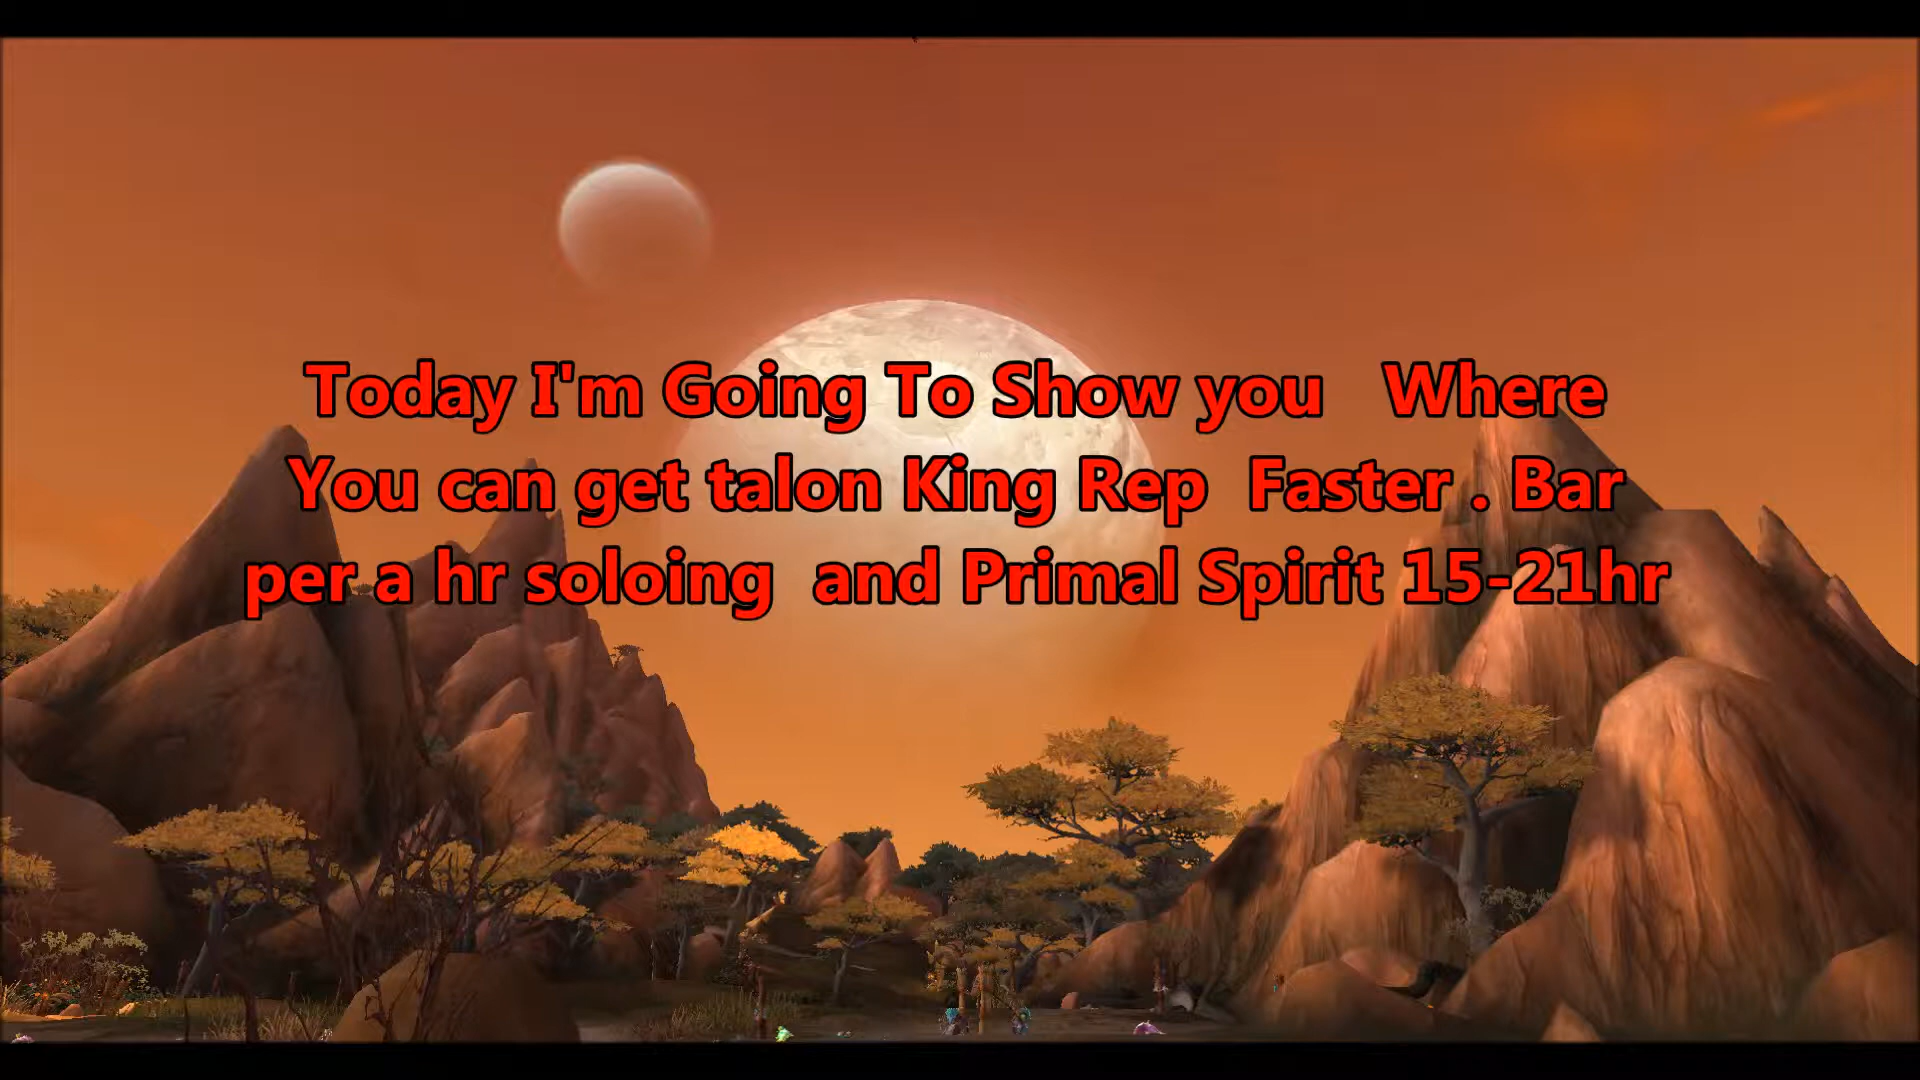 Today I'm Going To Show you   Where
You can get talon King Rep  Faster . Bar
per a hr soloing  and Primal Spirit 15-21hr